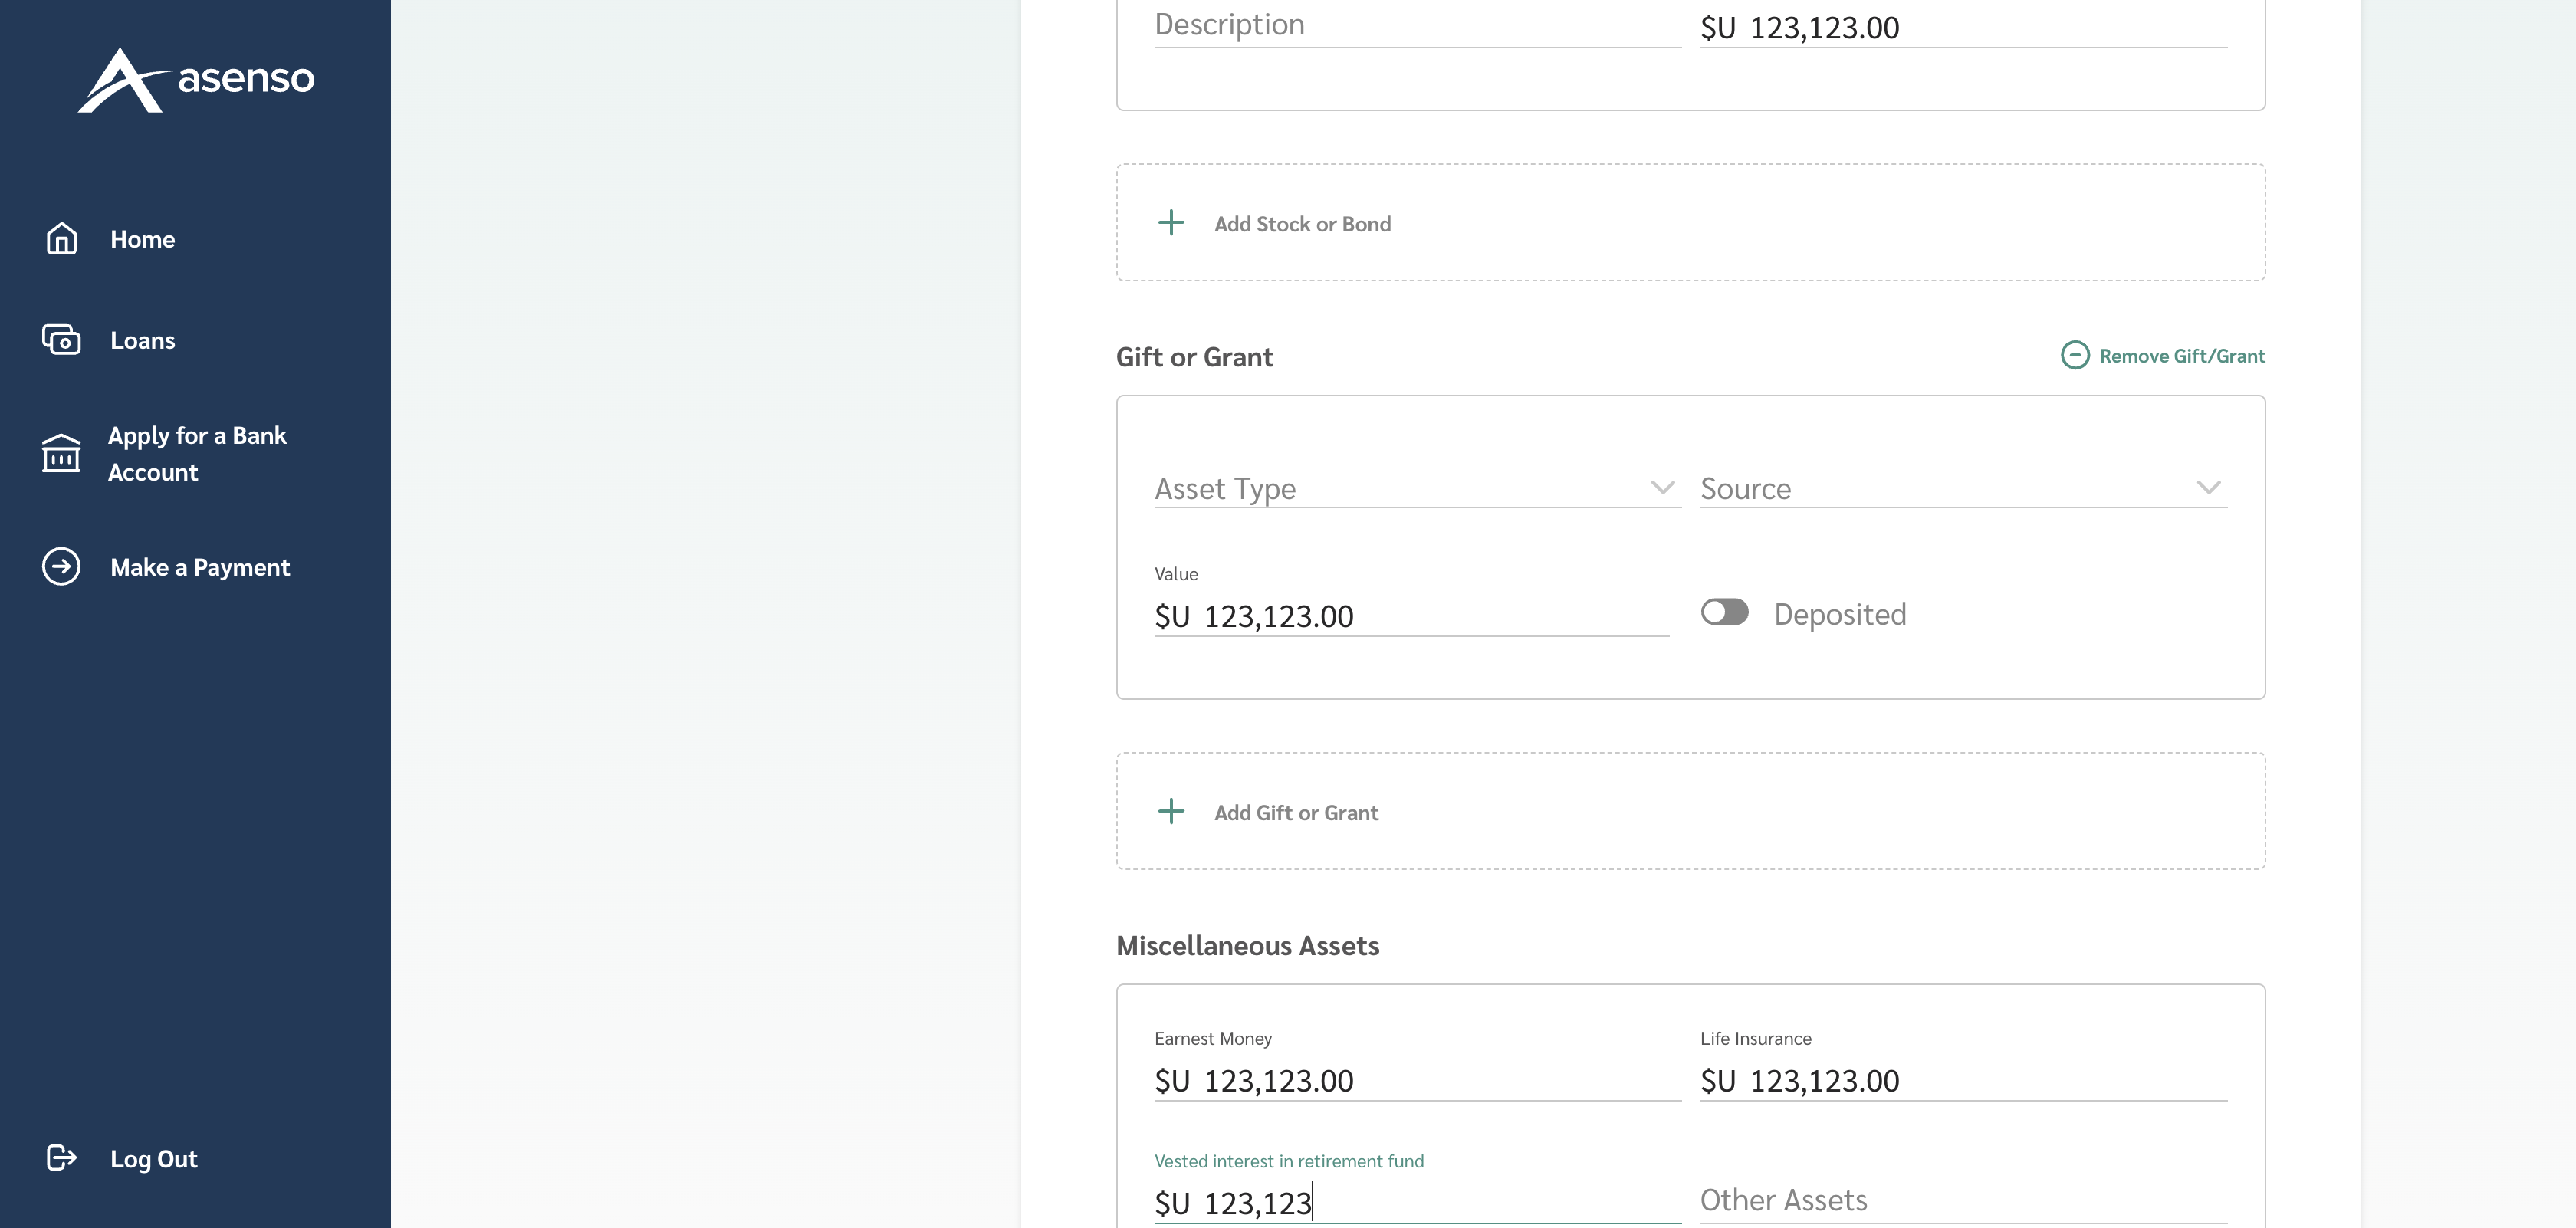 asenso
Home
Loans
Apply for a Bank
Account
Make a Payment
Log Out
Description
$U 123,123.00
Add Stock or Bond
Gift or Grant
Remove Gift/Grant
Asset Type
Source
Value
$U 123,123.00
Deposited
Add Gift or Grant
Miscellaneous Assets
Earnest Money
Life Insurance
$U 123,123.00
$U 123,123.00
Vested interest in retirement fund
$U 123,123
Other Assets